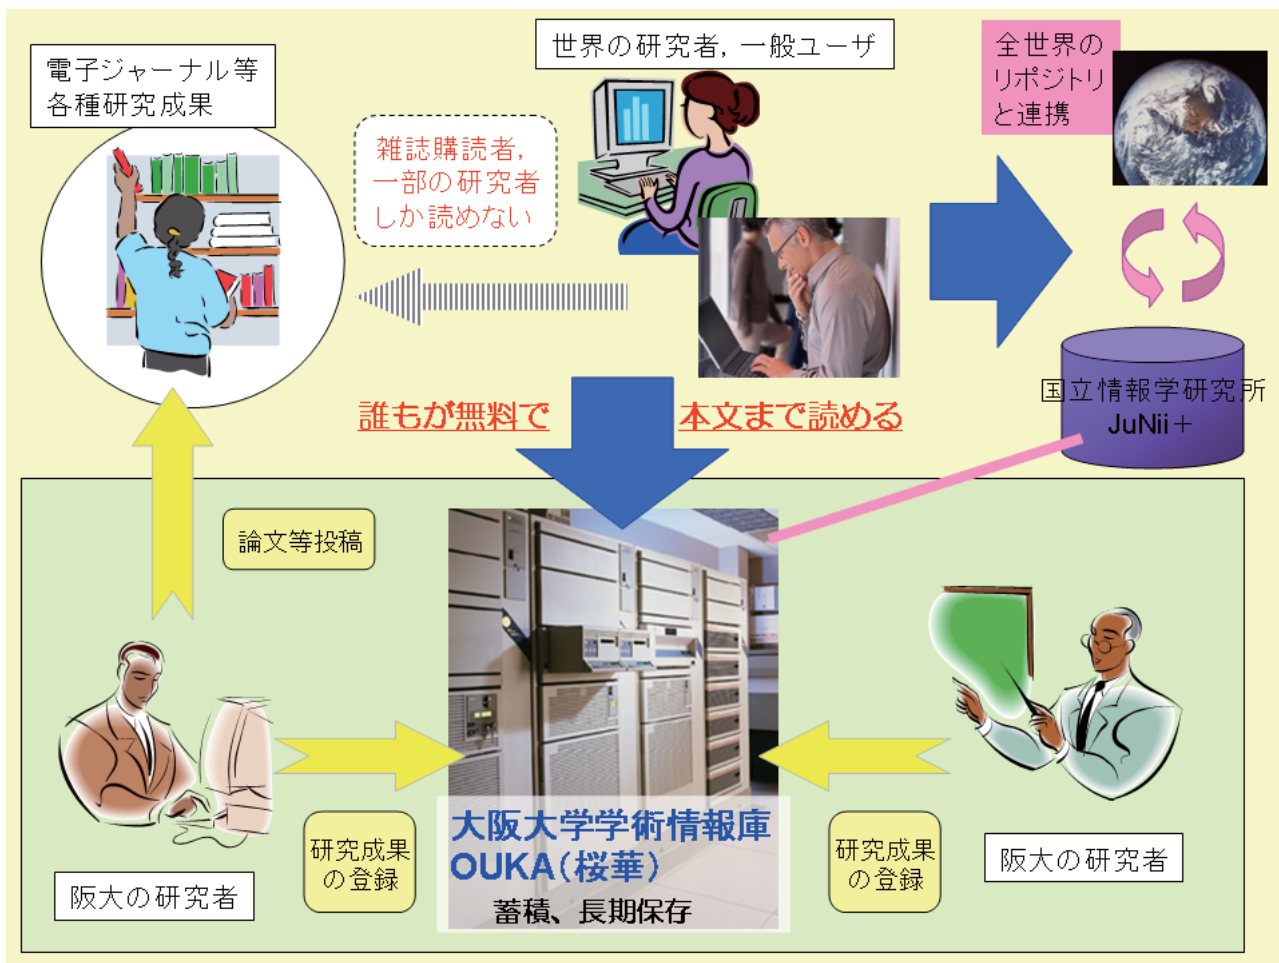 電子ジャーナル等
各種研究成果
世界の研究者, 一般ユーザ
全世界の
リポジトリ
と連携
雑誌購読者,
一部の研究者
しか読めない
誰もが無料で
本文まで読める
国立情報学研究所
JuNii＋
論文等投稿
阪大の研究者
研究成果
の登録
大阪大学学術情報庫
OUKA（桜華）
蓄積、長期保存
研究成果
の登録
阪大の研究者